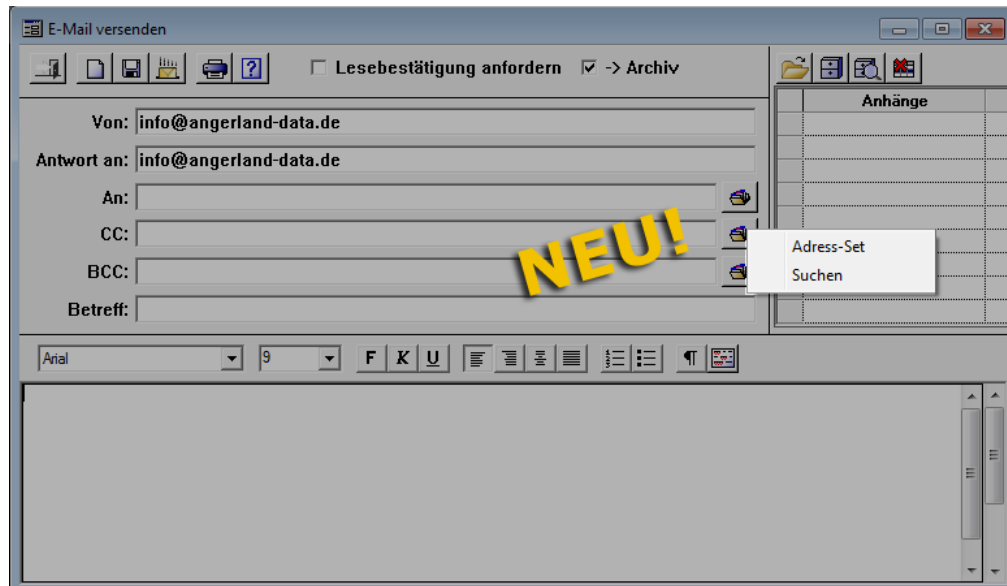 E-Mail versenden
Lesebestätigung anfordern -> Archiv
Anhänge
Von: info@angerland-data.de
Antwort an: info@angerland-data.de
An:
CC:
NEU!
Adress-Set
BCC:
Suchen
Betreff:
Arial 9 F K U